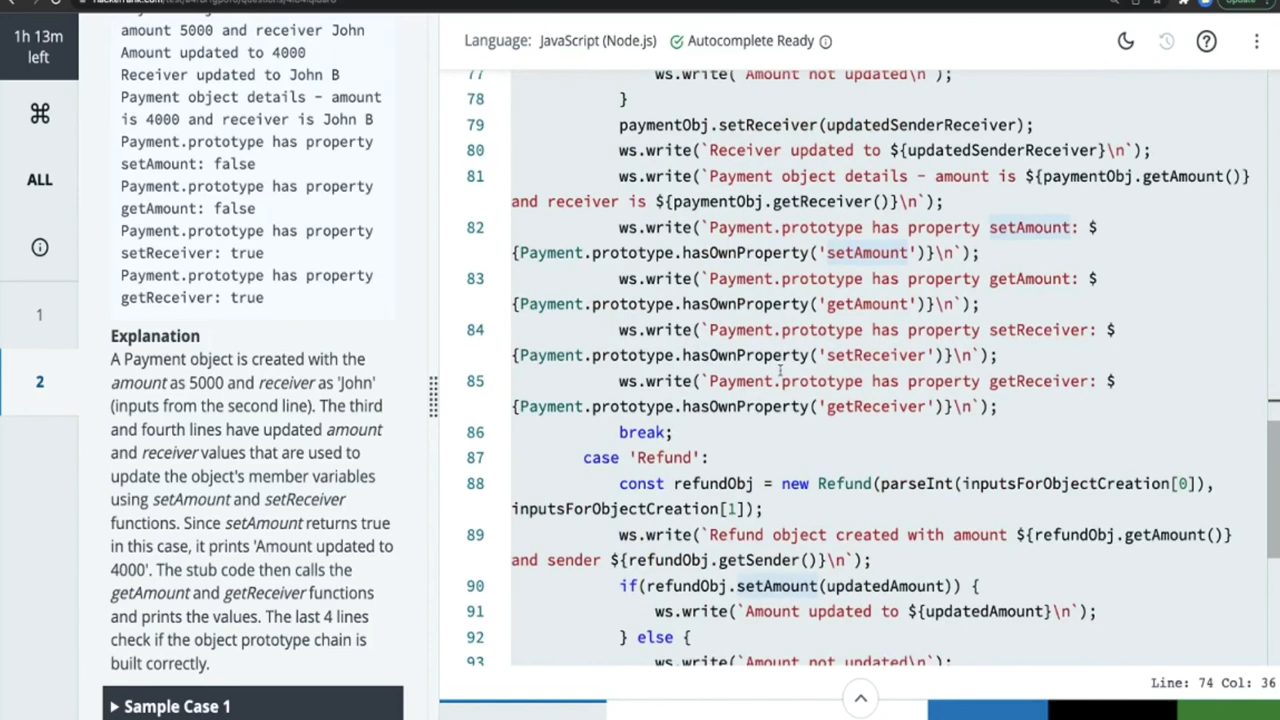 1h 13m
left
ALL
1
2
amount 5000 and receiver John
Amount updated to 4000
Receiver updated to John B
Payment object details - amount
is 4000 and receiver is John B
Payment.prototype has property
setAmount: false
Payment.prototype has property
getAmount: false
Payment.prototype has property
setReceiver: true
Payment.prototype has property
getReceiver: true
Explanation
A Payment object is created with the
amount as 5000 and receiver as 'John'
(inputs from the second line). The third
and fourth lines have updated amount
and receiver values that are used to
update the object's member variables
using setAmount and setReceiver
functions. Since setAmount returns true
in this case, it prints 'Amount updated to
4000'. The stub code then calls the
getAmount and getReceiver functions
and prints the values. The last 4 lines
check if the object prototype chain is
built correctly.
Sample Case 1
Language: JavaScript (Node.js) Autocomplete Ready
77 ws.write(`Amount not updated\n`);
78 }
79 paymentObj.setReceiver(updatedSenderReceiver);
80 ws.write(`Receiver updated to ${updatedSenderReceiver}\n`);
81 ws.write(`Payment object details - amount is ${paymentObj.getAmount()}
and receiver is ${paymentObj.getReceiver()}\n`);
82 ws.write(`Payment.prototype has property setAmount: $
{Payment.prototype.hasOwnProperty('setAmount')}\n`);
83 ws.write(`Payment.prototype has property getAmount: $
{Payment.prototype.hasOwnProperty('getAmount')}\n`);
84 ws.write(`Payment.prototype has property setReceiver: $
{Payment.prototype.hasOwnProperty('setReceiver')}\n`);
85 ws.write(`Payment.prototype has property getReceiver: $
{Payment.prototype.hasOwnProperty('getReceiver')}\n`);
86 break;
87 case 'Refund':
88 const refundObj = new Refund(parseInt(inputsForObjectCreation[0]),
inputsForObjectCreation[1]);
89 ws.write(`Refund object created with amount ${refundObj.getAmount()}
and sender ${refundObj.getSender()}\n`);
90 if(refundObj.setAmount(updatedAmount)) {
91 ws.write(`Amount updated to ${updatedAmount}\n`);
92 } else {
93 ws.write(`Amount not updated\n`);
Line: 74 Col: 36